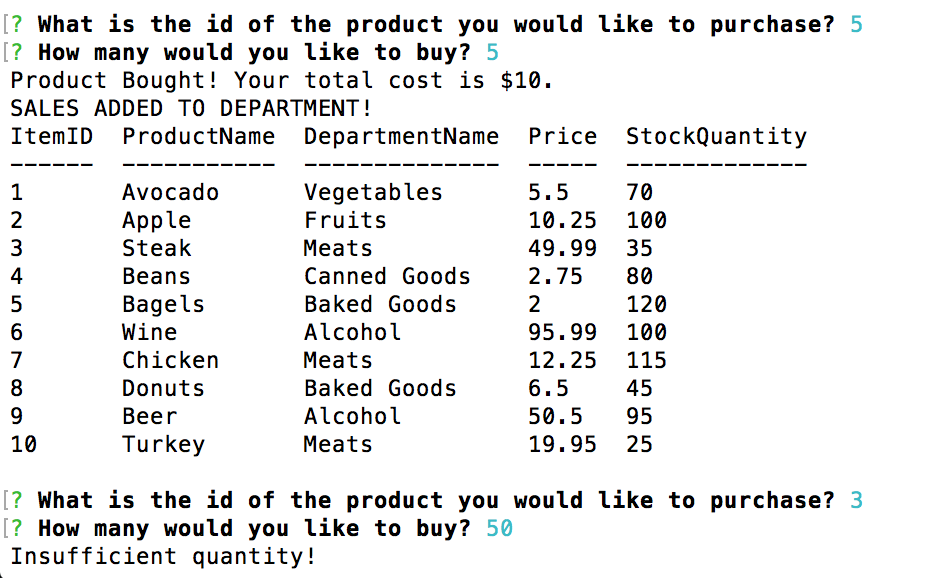 [? What is the id of the product you would like to purchase? 5
[? How many would you like to buy? 5
Product Bought! Your total cost is $10.
SALES ADDED TO DEPARTMENT!
ItemID  ProductName  DepartmentName  Price  StockQuantity
------  -----------  --------------  -----  -------------
1       Avocado      Vegetables      5.5    70
2       Apple        Fruits          10.25  100
3       Steak        Meats           49.99  35
4       Beans        Canned Goods    2.75   80
5       Bagels       Baked Goods     2      120
6       Wine         Alcohol         95.99  100
7       Chicken      Meats           12.25  115
8       Donuts       Baked Goods     6.5    45
9       Beer         Alcohol         50.5   95
10      Turkey       Meats           19.95  25
[? What is the id of the product you would like to purchase? 3
[? How many would you like to buy? 50
Insufficient quantity!